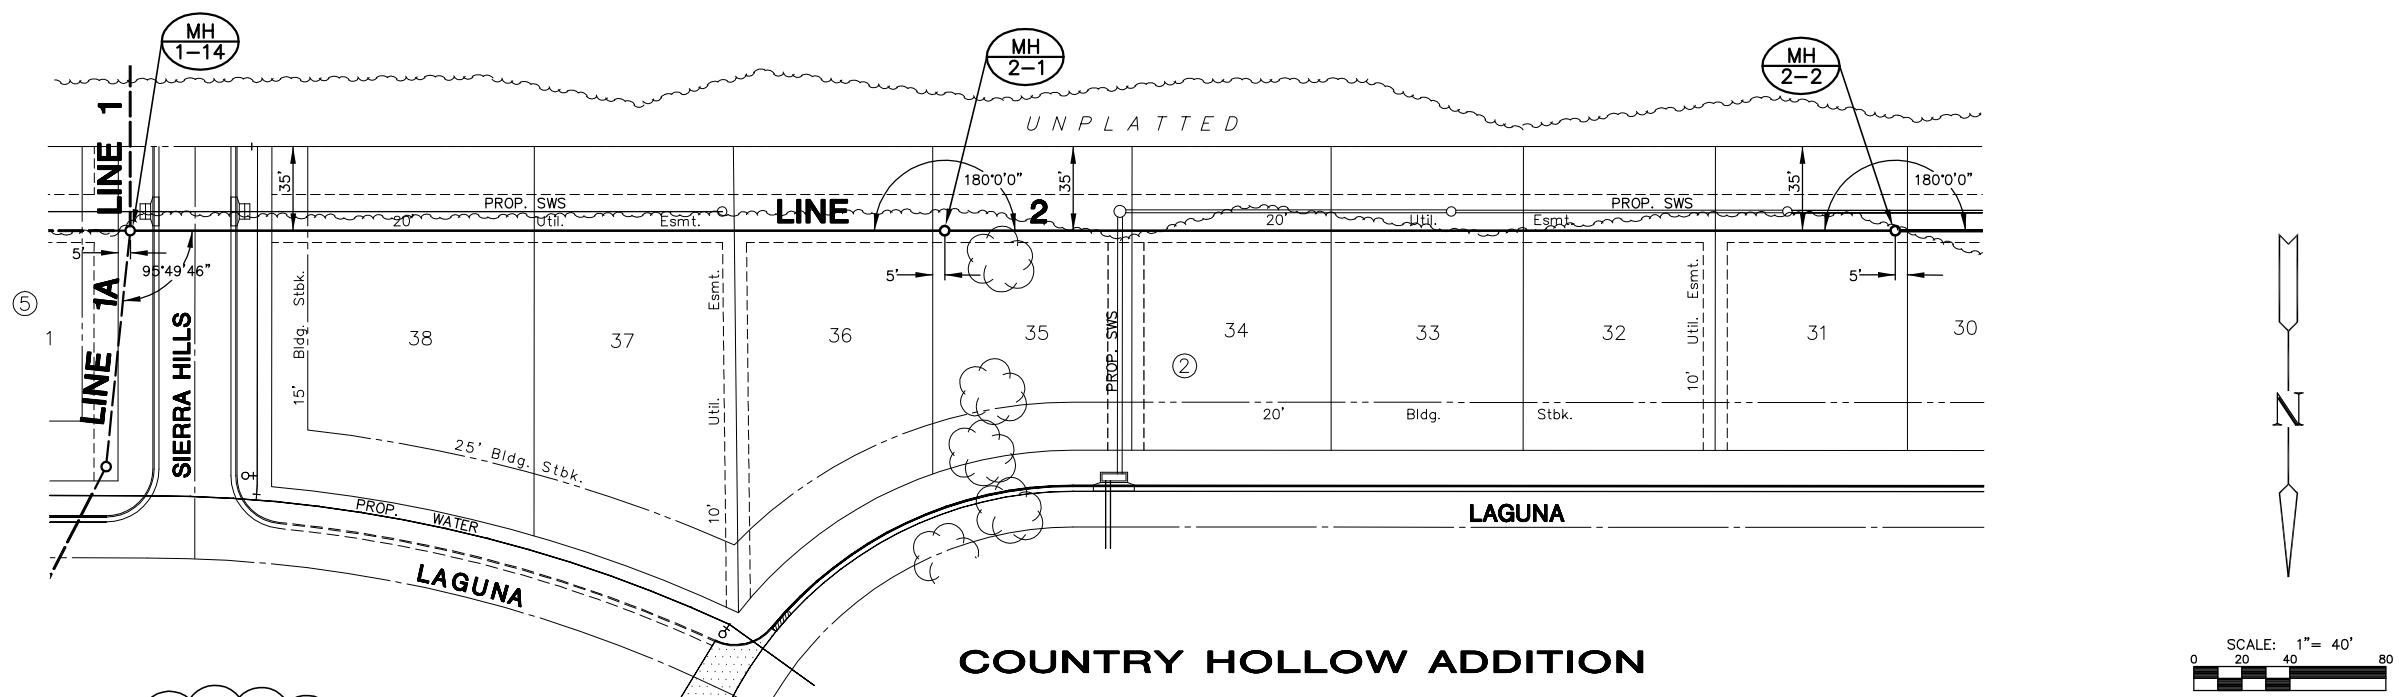 MH
1-14
MH
2-1
MH
2-2
UNPLATTED
LINE 1
35'
PROP. SWS
20' Util. Esmt.
LINE 2
180°0'0"
35'
PROP. SWS
20' Util. Esmt.
35'
180°0'0"
5'
95°49'46"
5'
5'
LINE 1A
SIERRA HILLS
15' Bldg. Stbk.
10' Util. Esmt.
PROP. SWS
10' Util. Esmt.
5
1
38
37
36
35
34
33
32
31
30
2
25' Bldg. Stbk.
20' Bldg. Stbk.
PROP. WATER
LAGUNA
LAGUNA
COUNTRY HOLLOW ADDITION
N
SCALE: 1"= 40'
0 20 40 80